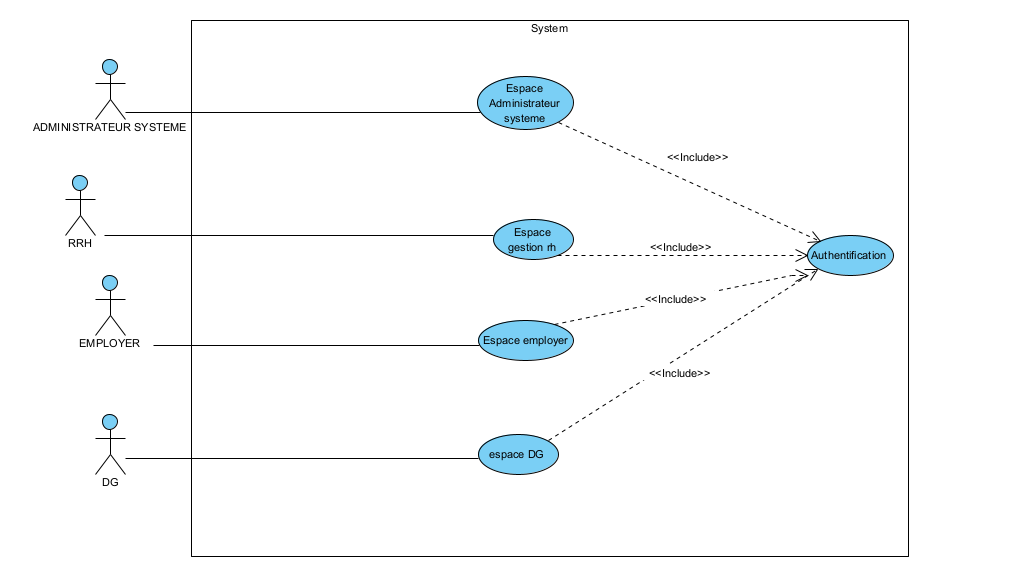 System
Espace
Administrateur
systeme
ADMINISTRATEUR SYSTEME
<<Include>>
RRH
Espace
gestion rh
<<Include>>
Authentification
<<Include>>
EMPLOYER
Espace employer
<<Include>>
espace DG
DG